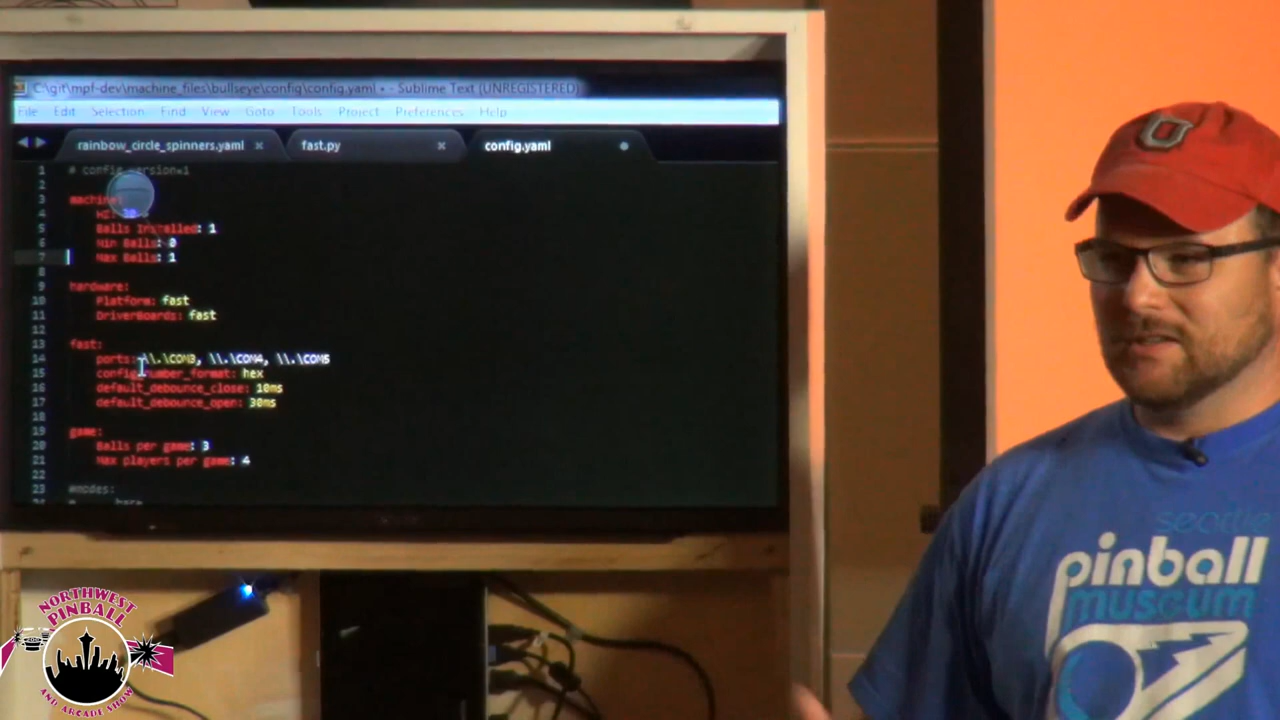 C:\git\mpf-dev\machine_files\bullseye\config\config.yaml • - Sublime Text (UNREGISTERED)
File Edit Selection Find View Goto Tools Project Preferences Help
rainbow_circle_spinners.yaml × fast.py × config.yaml
1 # config_version=1
2
3 machine:
4
5 Balls Installed: 1
6 Min Balls: 0
7 Max Balls: 1
8
9 hardware:
10 Platform: fast
11 DriverBoards: fast
12
13 fast:
14 ports: \\.\COM3, \\.\COM4, \\.\COM5
15 config_number_format: hex
16 default_debounce_close: 10ms
17 default_debounce_open: 30ms
18
19 game:
20 Balls per game: 3
21 Max players per game: 4
22
23 #modes:
U
seattle
pinball
museum
NORTHWEST
PINBALL
AND ARCADE SHOW